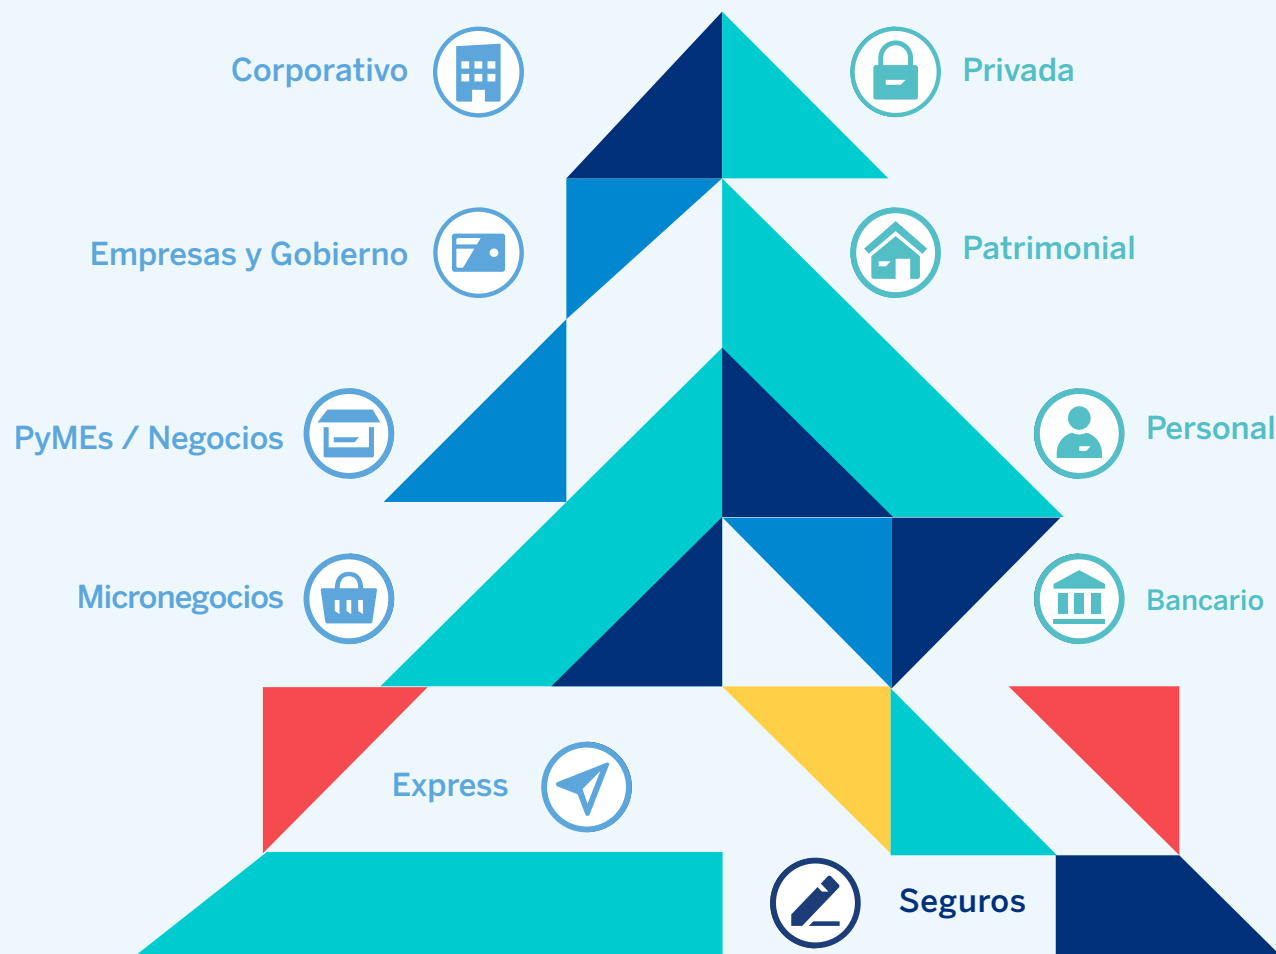 Corporativo
Privada
Empresas y Gobierno
Patrimonial
PyMEs / Negocios
Personal
Micronegocios
Bancario
Express
Seguros